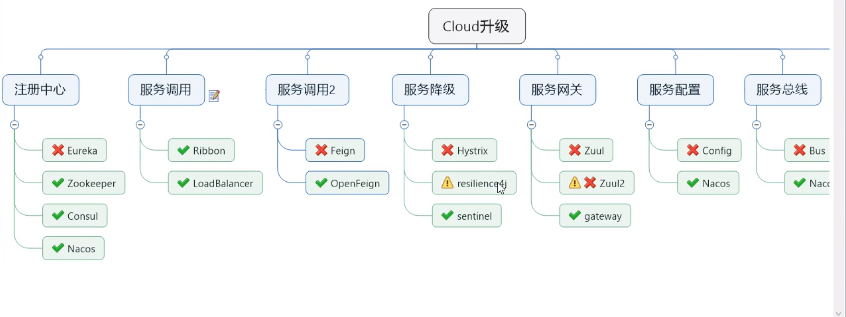 Cloud升级
注册中心
服务调用
服务调用2
服务降级
服务网关
服务配置
服务总线
Eureka
Ribbon
Feign
Hystrix
Zuul
Config
Bus
Zookeeper
LoadBalancer
OpenFeign
resilience4j
Zuul2
Nacos
Naco
Consul
sentinel
gateway
Nacos